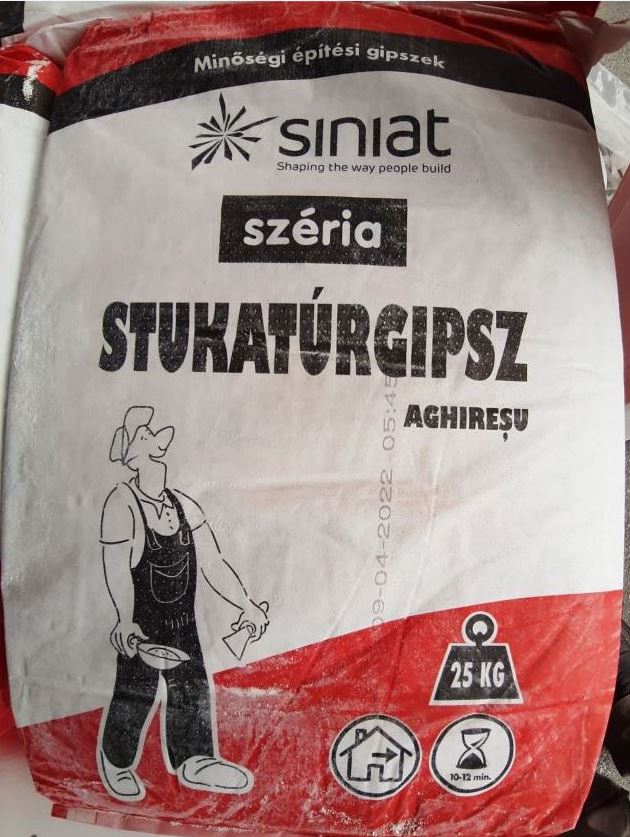 Minőségi építési gipszek
siniat
Shaping the way people build
széria
STUKATÚRGIPSZ
AGHIREȘU
09-04-2022 05:45
25 KG
10-12 min.